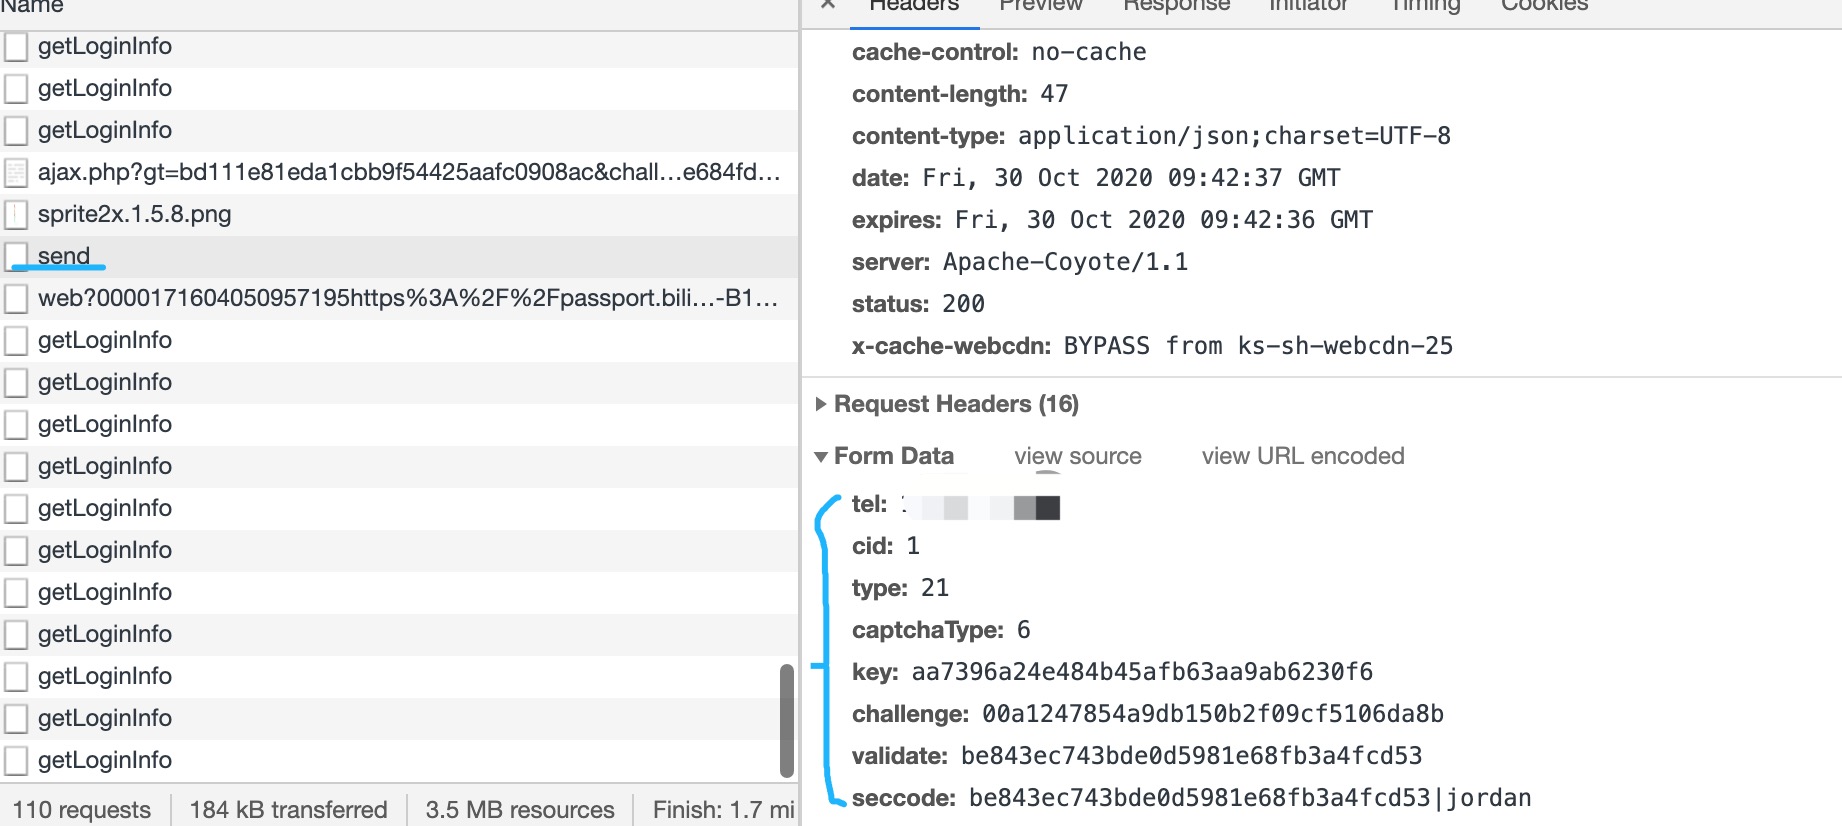 Name
getLoginInfo
getLoginInfo
getLoginInfo
ajax.php?gt=bd111e81eda1cbb9f54425aafc0908ac&chall…e684fd…
sprite2x.1.5.8.png
send
web?0000171604050957195https%3A%2F%2Fpassport.bili…-B1…
getLoginInfo
getLoginInfo
getLoginInfo
getLoginInfo
getLoginInfo
getLoginInfo
getLoginInfo
getLoginInfo
getLoginInfo
getLoginInfo
getLoginInfo
110 requests 184 kB transferred 3.5 MB resources Finish: 1.7 mi
× Headers Preview Response Initiator Timing Cookies
cache-control: no-cache
content-length: 47
content-type: application/json;charset=UTF-8
date: Fri, 30 Oct 2020 09:42:37 GMT
expires: Fri, 30 Oct 2020 09:42:36 GMT
server: Apache-Coyote/1.1
status: 200
x-cache-webcdn: BYPASS from ks-sh-webcdn-25
Request Headers (16)
Form Data view source view URL encoded
tel:
cid: 1
type: 21
captchaType: 6
key: aa7396a24e484b45afb63aa9ab6230f6
challenge: 00a1247854a9db150b2f09cf5106da8b
validate: be843ec743bde0d5981e68fb3a4fcd53
seccode: be843ec743bde0d5981e68fb3a4fcd53|jordan